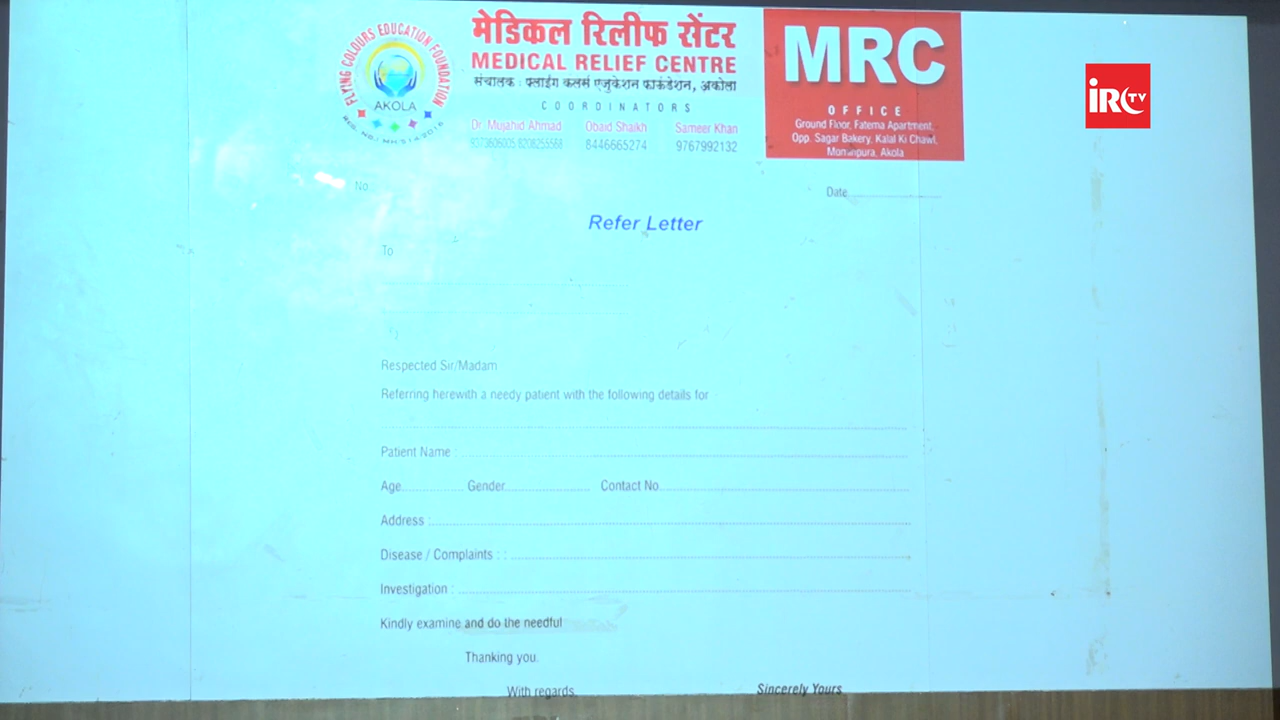 FLYING COLOURS EDUCATION FOUNDATION
AKOLA
मेडिकल रिलीफ सेंटर
MEDICAL RELIEF CENTRE
संचालक : फ्लाईंग कलर्स एजुकेशन फाऊंडेशन, अकोला
COORDINATORS
Dr. Mujahid Ahmad Obaid Shaikh Sameer Khan
9373606005 8208255568 8446665274 9767992132
MRC
OFFICE
Ground Floor, Fatema Apartment,
Opp. Sagar Bakery, Kalal Ki Chawl,
Mominpura, Akola
iRC TV
No. Date
Refer Letter
To
Respected Sir/Madam
Referring herewith a needy patient with the following details for
Patient Name :
Age Gender Contact No.
Address :
Disease / Complaints : :
Investigation :
Kindly examine and do the needful
Thanking you.
With regards, Sincerely Yours